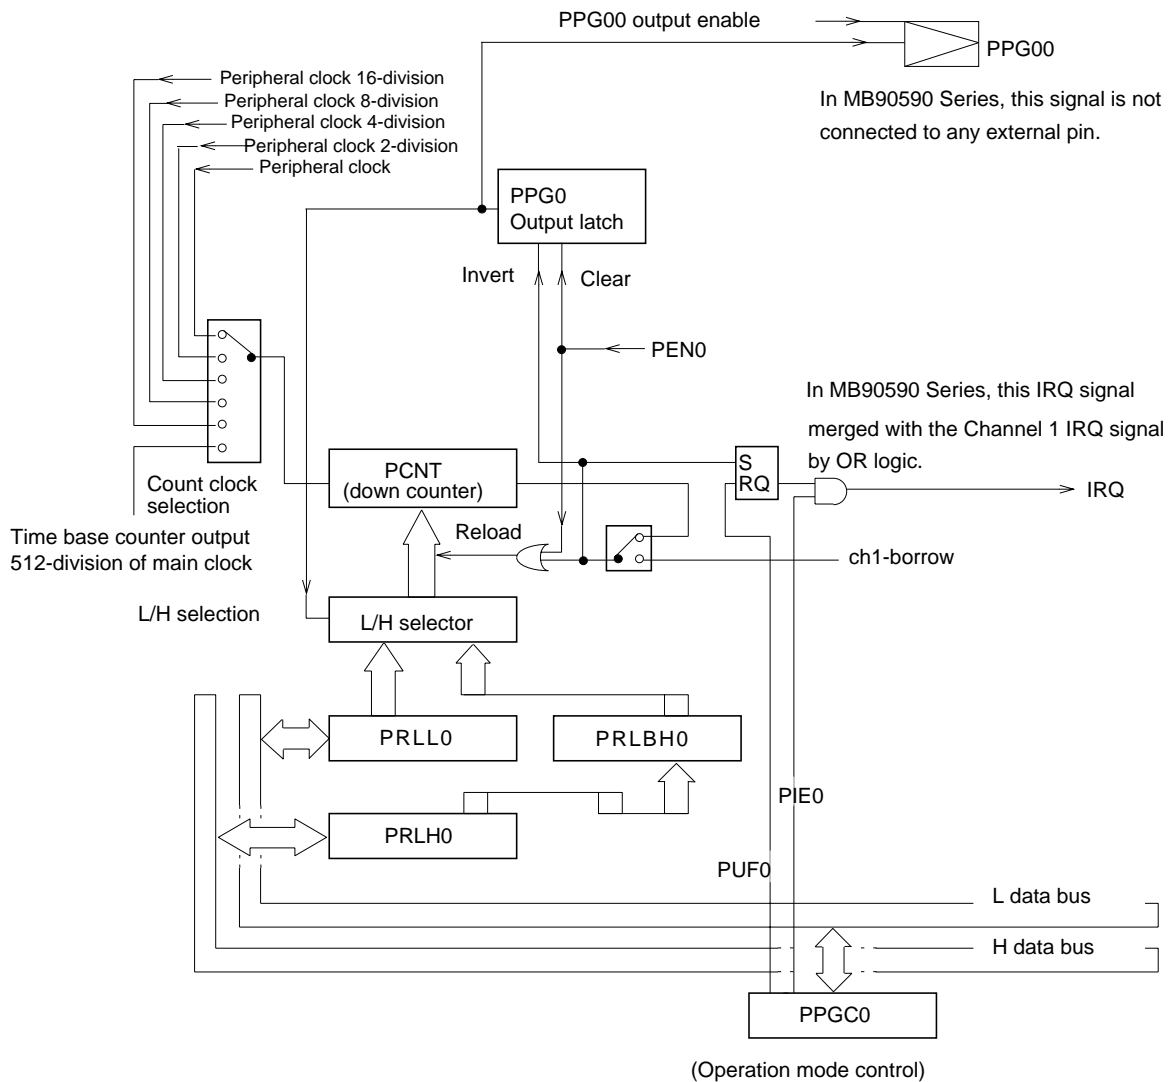 PPG00 output enable
PPG00
In MB90590 Series, this signal is not
connected to any external pin.
Peripheral clock 16-division
Peripheral clock 8-division
Peripheral clock 4-division
Peripheral clock 2-division
Peripheral clock
PPG0
Output latch
Invert
Clear
PEN0
In MB90590 Series, this IRQ signal
merged with the Channel 1 IRQ signal
by OR logic.
S
RQ
IRQ
PCNT
(down counter)
Count clock
selection
Time base counter output
512-division of main clock
Reload
ch1-borrow
L/H selection
L/H selector
PRLL0
PRLBH0
PIE0
PRLH0
PUF0
L data bus
H data bus
PPGC0
(Operation mode control)